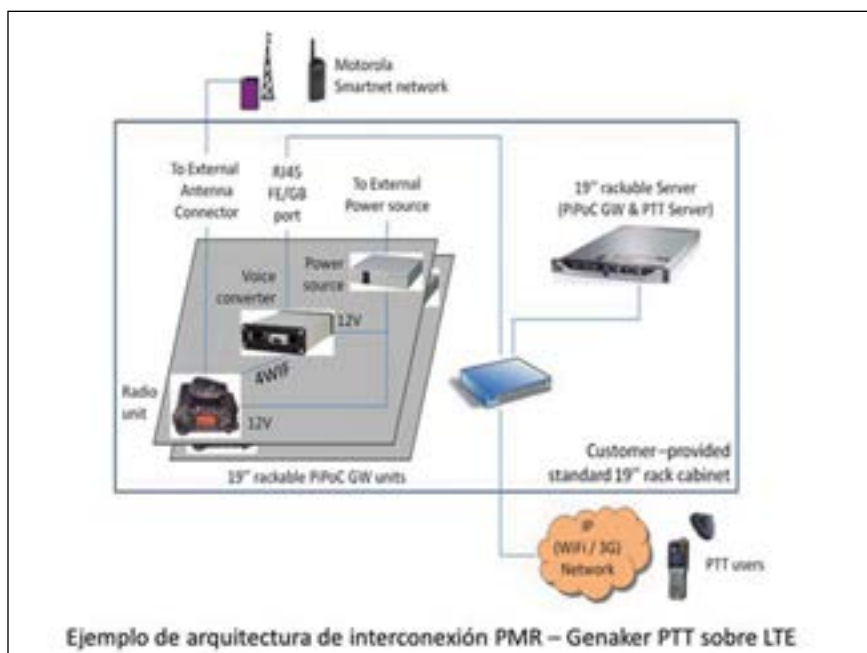 Motorola
Smartnet network
To External
Antenna
Connector
RJ45
FE/GB
port
To External
Power source
19" rackable Server
(PiPoC GW & PTT Server)
Voice
converter
Power
source
12V
4WIF
Radio
unit
12V
19" rackable PiPoC GW units
Customer–provided
standard 19" rack cabinet
IP
(WiFi / 3G)
Network
PTT users
Ejemplo de arquitectura de interconexión PMR – Genaker PTT sobre LTE